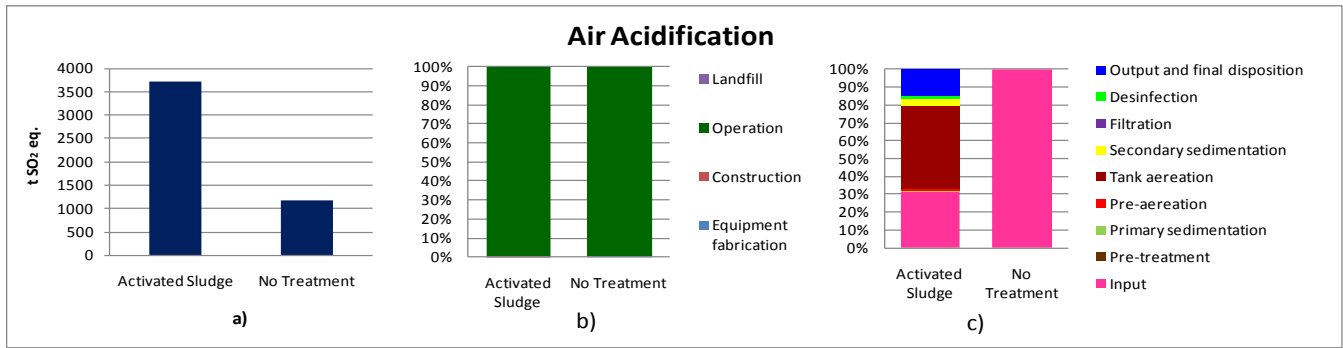 Air Acidification
t SO₂ eq.
4000
3500
3000
2500
2000
1500
1000
500
0
Activated Sludge
No Treatment
a)
100%
90%
80%
70%
60%
50%
40%
30%
20%
10%
0%
Activated
Sludge
No Treatment
Landfill
Operation
Construction
Equipment
fabrication
b)
100%
90%
80%
70%
60%
50%
40%
30%
20%
10%
0%
Activated
Sludge
No
Treatment
Output and final disposition
Desinfection
Filtration
Secondary sedimentation
Tank aereation
Pre-aereation
Primary sedimentation
Pre-treatment
Input
c)